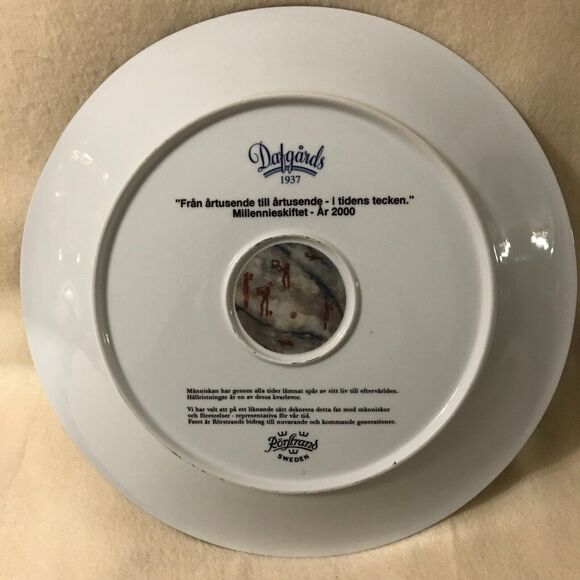 Dafgårds
1937
"Från årtusende till årtusende - i tidens tecken."
Millennieskiftet - År 2000
Människan har genom alla tider lämnat spår av sitt liv till eftervärlden.
Hällristningar är en av dessa kvarlevor.
Vi har valt att på ett liknande sätt dekorera detta fat med människor
och företeelser - representativa för vår tid.
Fatet är Rörstrands bidrag till nuvarande och kommande generationer.
Rörstrand
SWEDEN